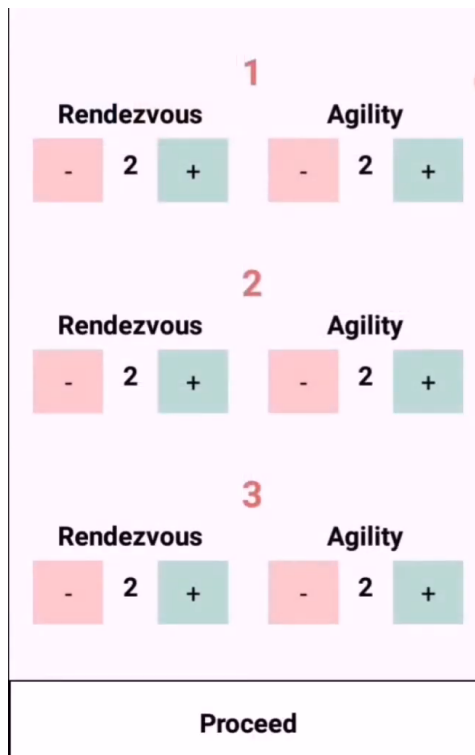 1
Rendezvous Agility
- 2 + - 2 +
2
Rendezvous Agility
- 2 + - 2 +
3
Rendezvous Agility
- 2 + - 2 +
Proceed